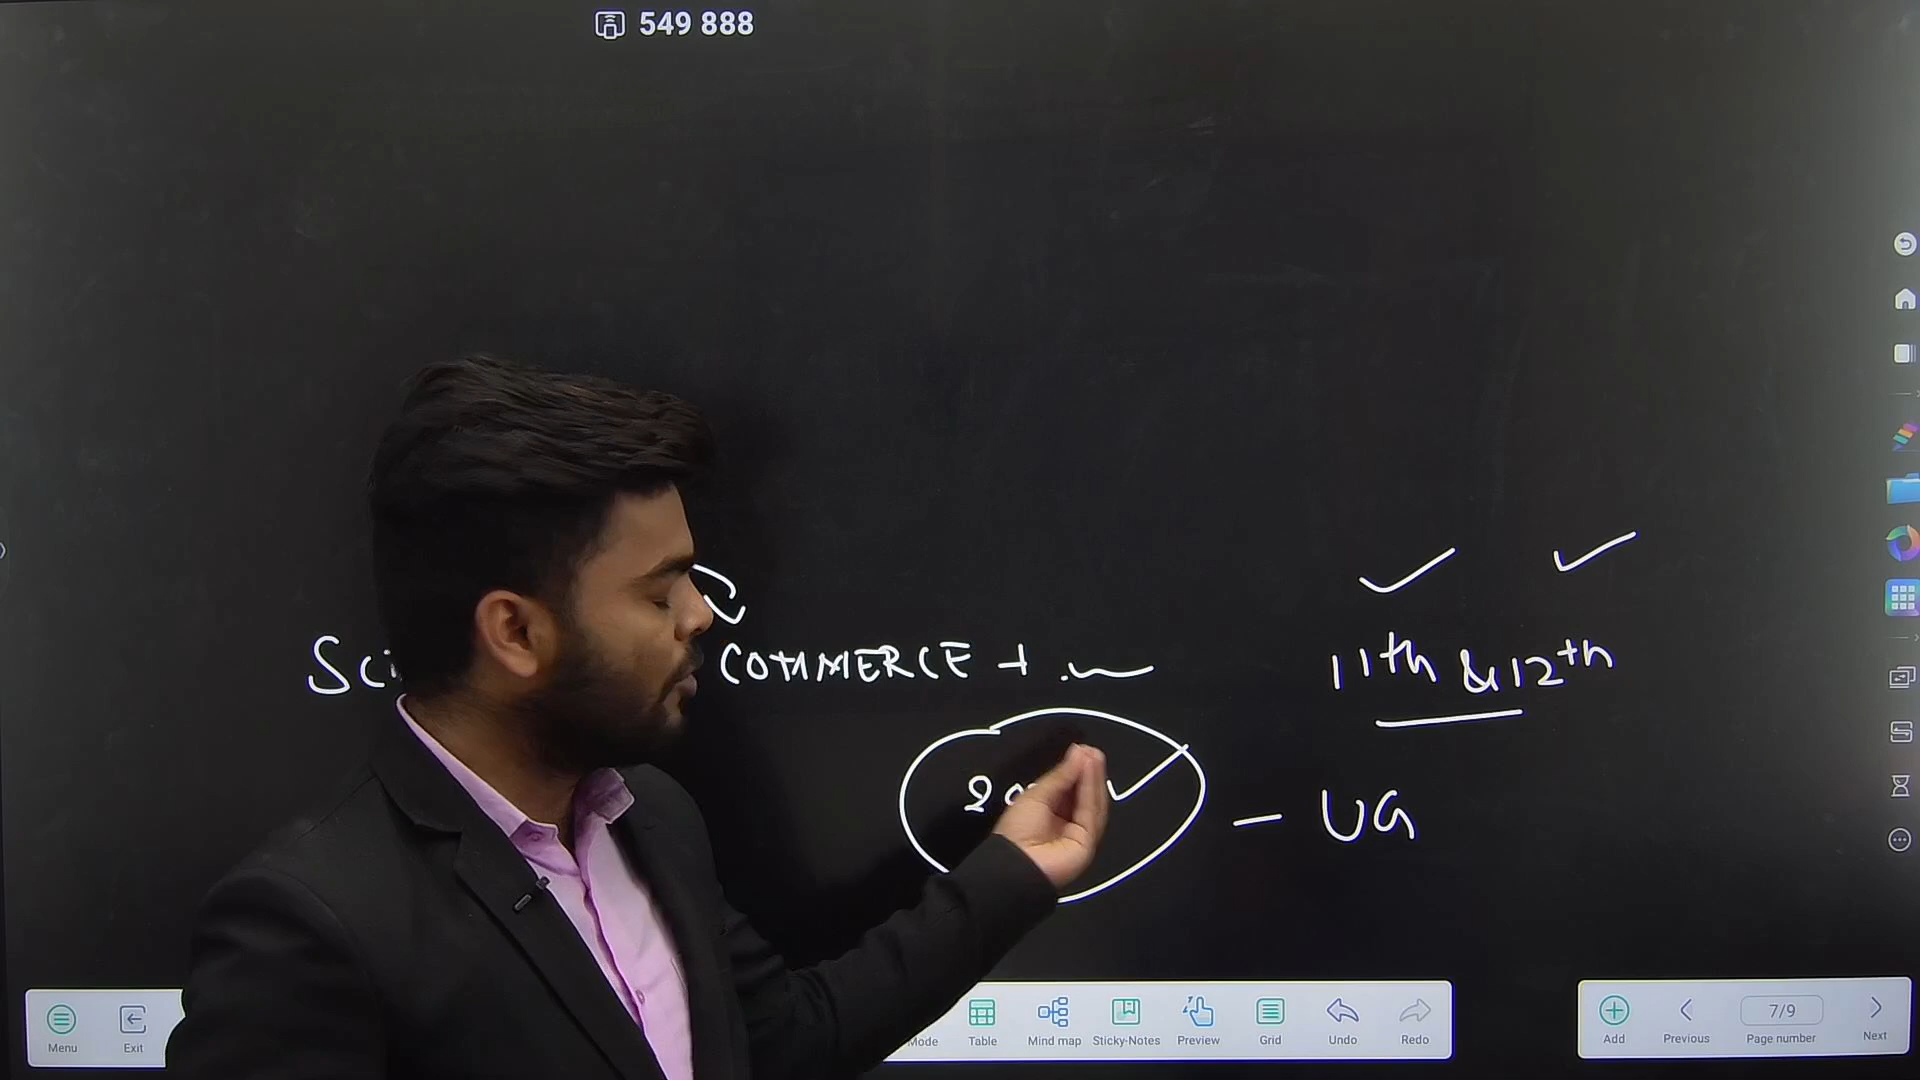 549 888
Sci COMMERCE + 11th & 12th
- UG
Menu Exit Mode Table Mind map Sticky-Notes Preview Grid Undo Redo Add Previous 7/9 Page number Next